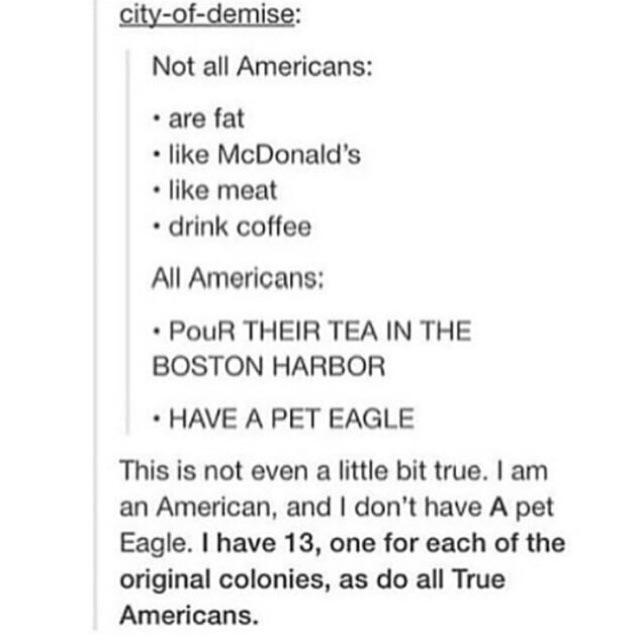 city-of-demise:
Not all Americans:
• are fat
• like McDonald's
• like meat
• drink coffee
All Americans:
• PouR THEIR TEA IN THE
BOSTON HARBOR
• HAVE A PET EAGLE
This is not even a little bit true. I am
an American, and I don't have A pet
Eagle. I have 13, one for each of the
original colonies, as do all True
Americans.